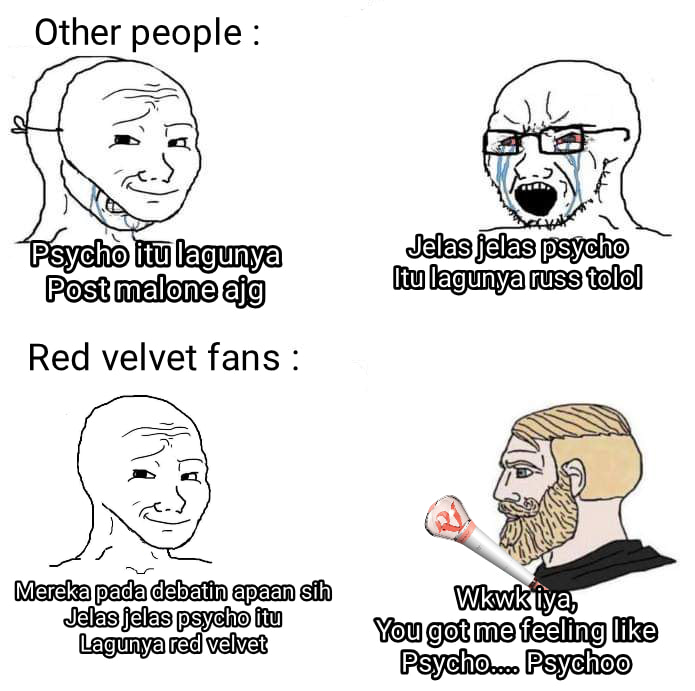 Other people :
Psycho itu lagunya
Post malone ajg
Jelas jelas psycho
Itu lagunya russ tolol
Red velvet fans :
Mereka pada debatin apaan sih
Jelas jelas psycho itu
Lagunya red velvet
Wkwk iya,
You got me feeling like
Psycho.... Psychoo